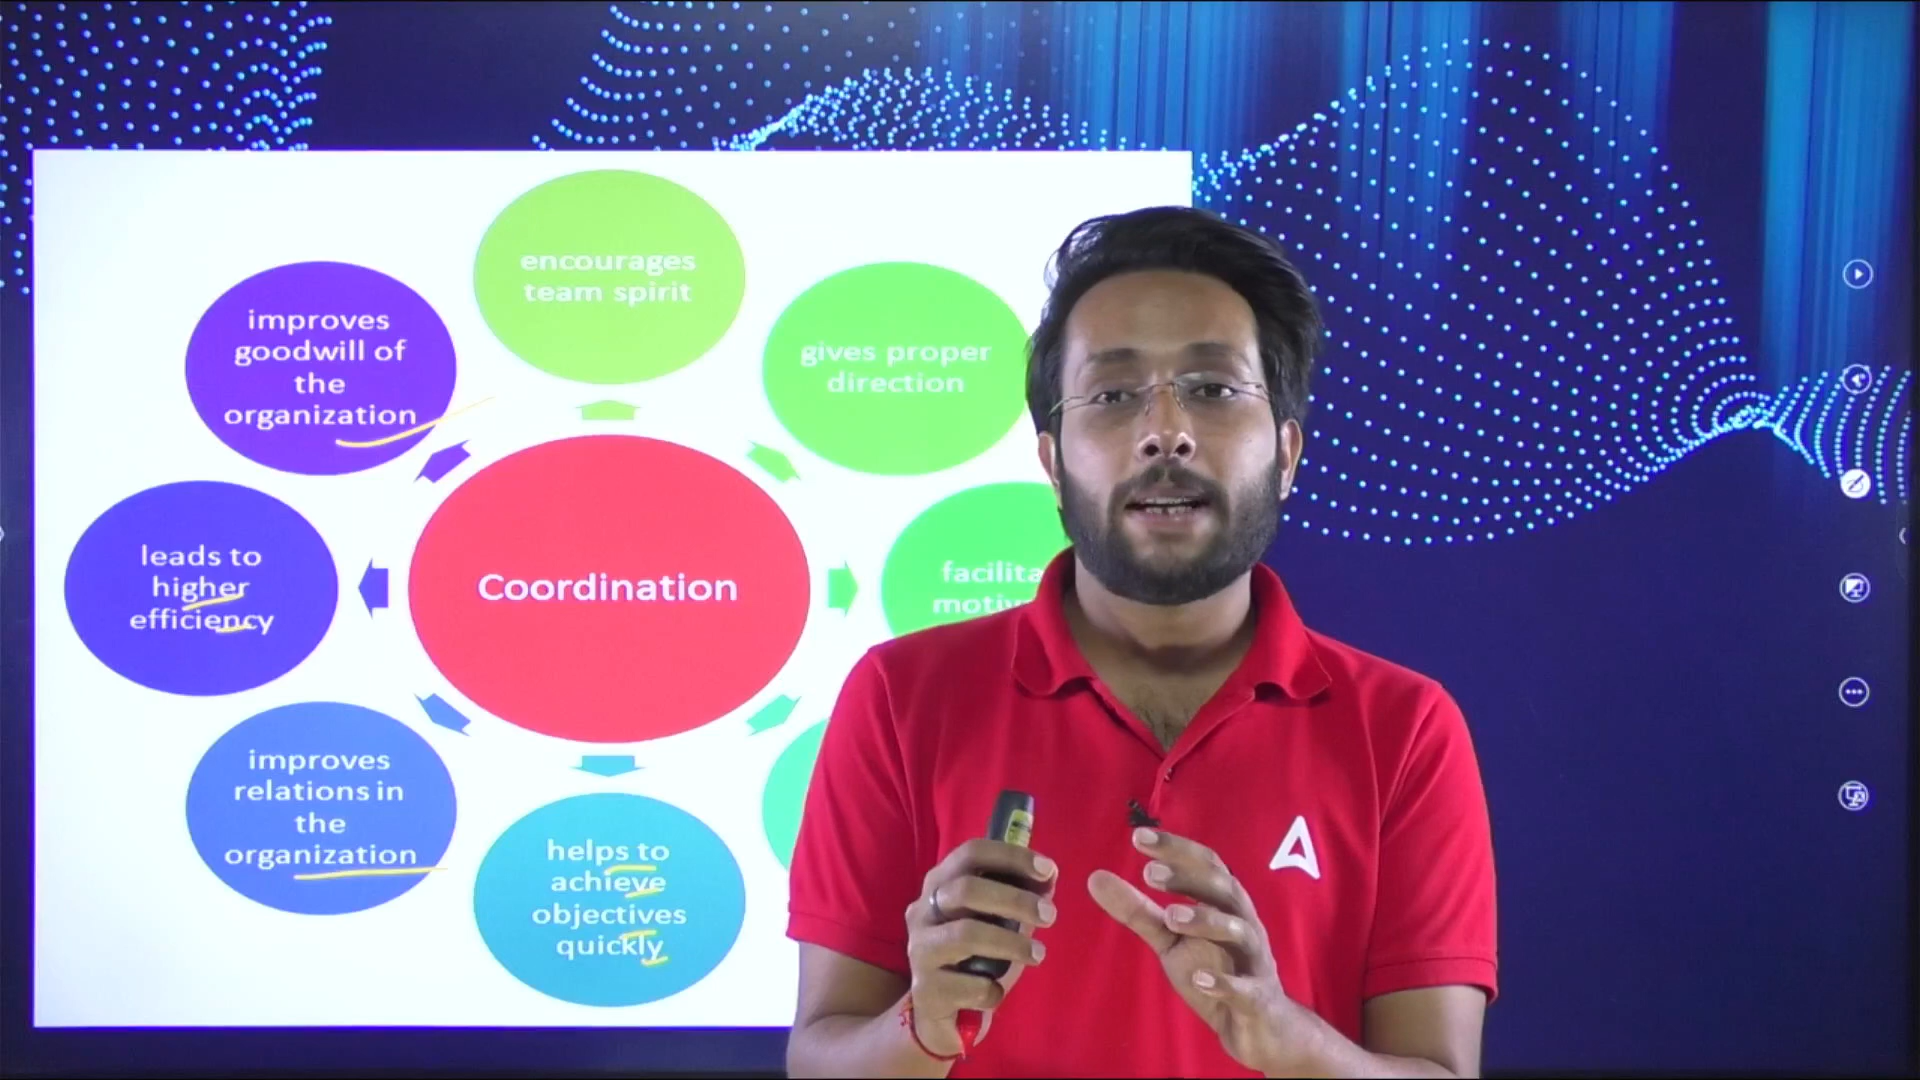 encourages
team spirit
gives proper
direction
improves
goodwill of
the
organization
Coordination
leads to
higher
efficiency
improves
relations in
the
organization
helps to
achieve
objectives
quickly